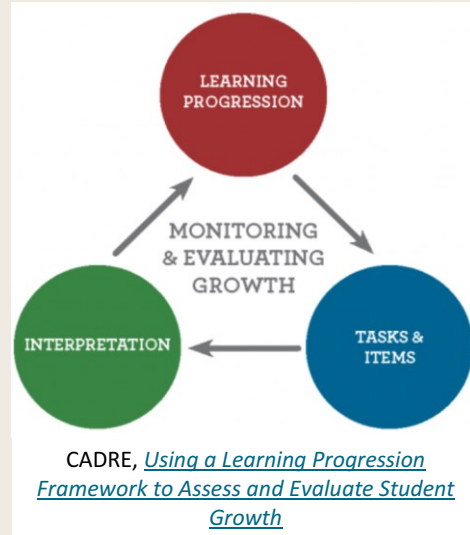 LEARNING
PROGRESSION
MONITORING
& EVALUATING
GROWTH
INTERPRETATION
TASKS &
ITEMS
CADRE, Using a Learning Progression
Framework to Assess and Evaluate Student
Growth